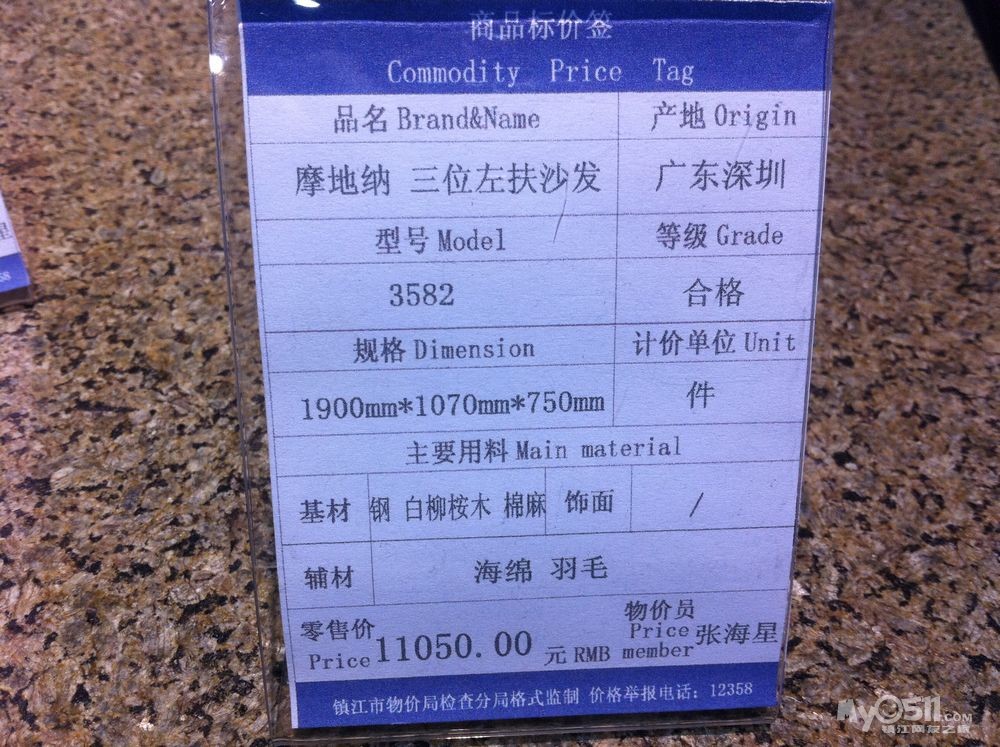 商品标价签
Commodity Price Tag
品名 Brand&Name 产地 Origin
摩地纳 三位左扶沙发 广东深圳
型号 Model 等级 Grade
3582 合格
规格 Dimension 计价单位 Unit
1900mm*1070mm*750mm 件
主要用料 Main material
基材 钢 白柳桉木 棉麻 饰面 /
辅材 海绵 羽毛
零售价 物价员
Price 11050.00 元 RMB Price member 张海星
镇江市物价局检查分局格式监制 价格举报电话：12358
星
58
My0511.COM
镇江网友之家